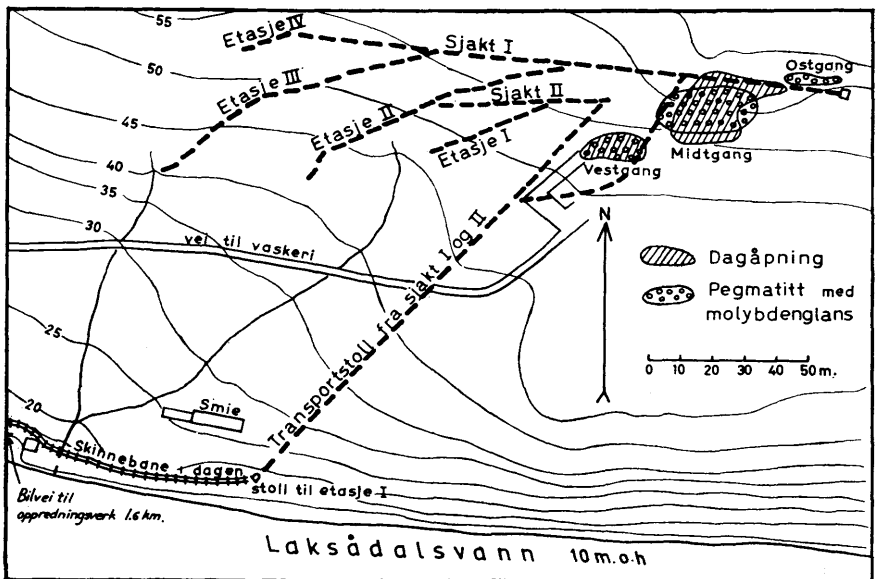 55
Etasje IV
Sjakt I
Østgang
50
Etasje III
Sjakt II
Etasje II
45
Etasje I
Midtgang
Vestgang
40
35
30
vei til vaskeri
N
Dagåpning
Pegmatitt med
molybdenglans
0 10 20 30 40 50 m.
Transportstoll fra sjakt I og II
25
20
Smie
Skinnebane i dagen
stoll til etasje I
Bilvei til
oppredningsverk 1.6 km.
Laksådalsvann 10 m.o.h